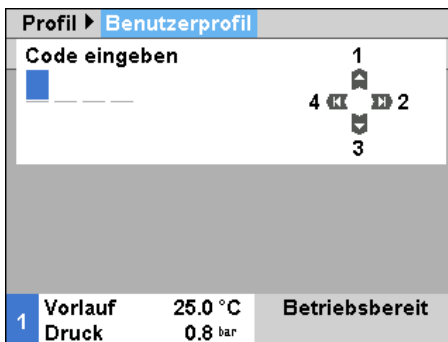 Profil Benutzerprofil
Code eingeben
1
4 2
3
1 Vorlauf 25.0 °C Betriebsbereit
Druck 0.8 bar